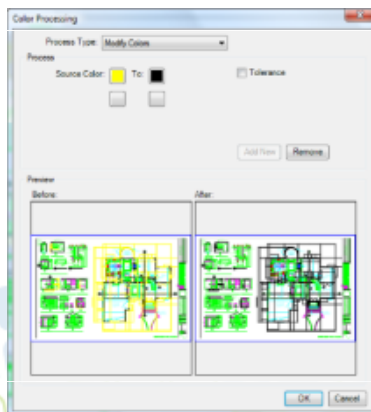 Color Processing
Process Type: Modify Colors
Process
Source Color: To: Tolerance
Add New Remove
Preview
Before: After:
OK Cancel